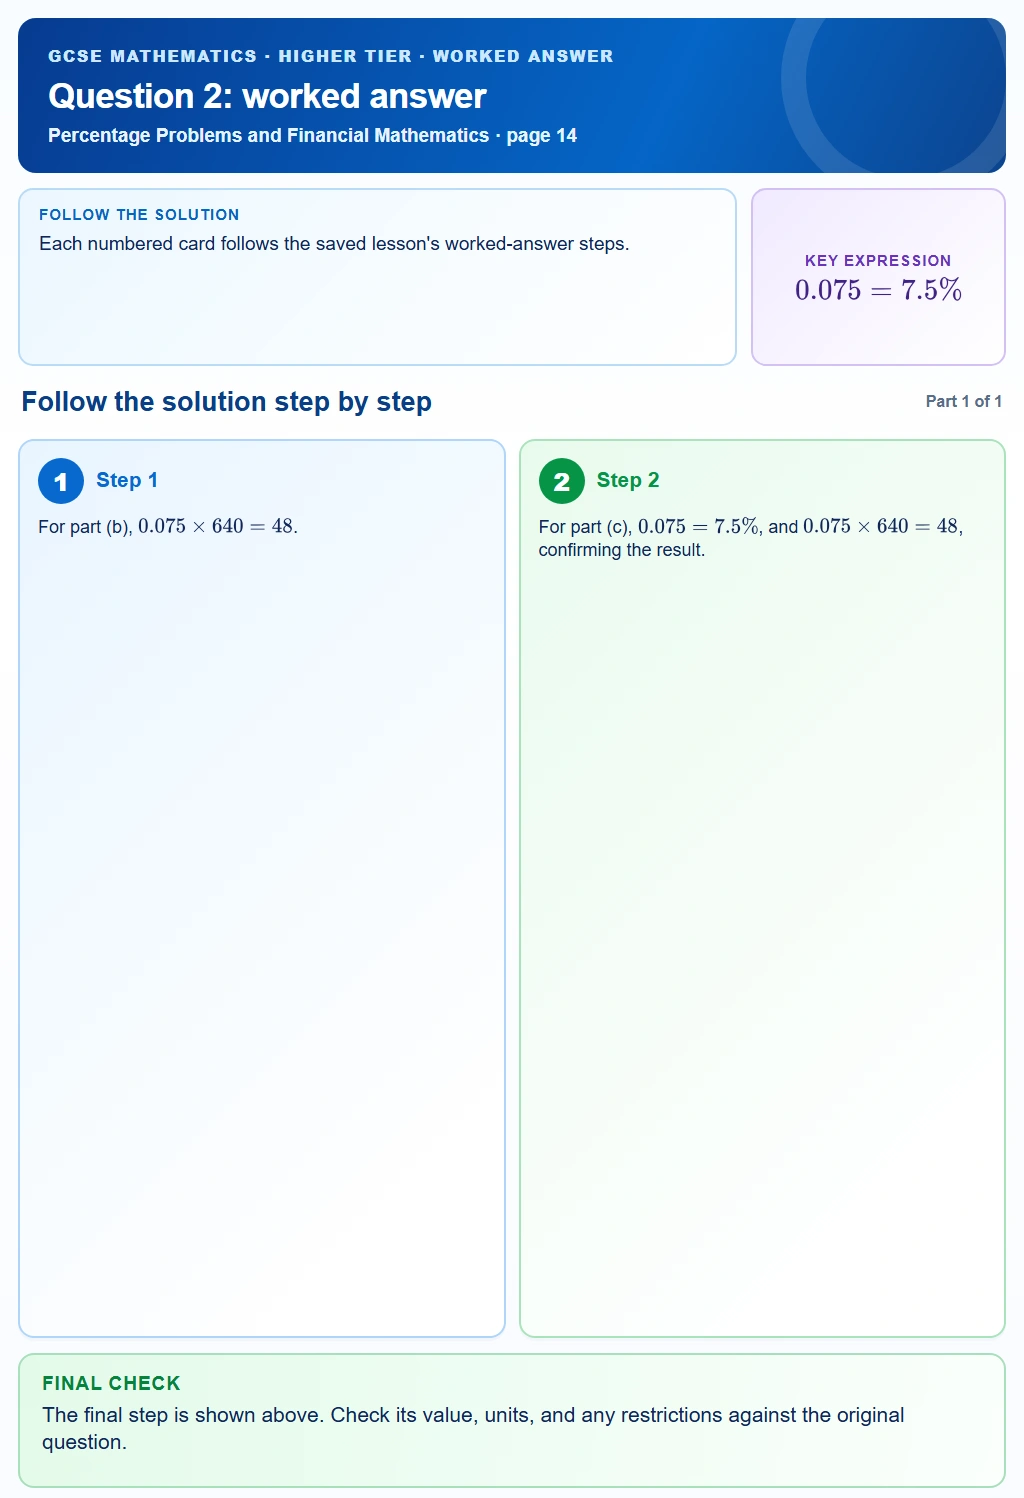 GCSE MATHEMATICS · HIGHER TIER · WORKED ANSWER
Question 2: worked answer
Percentage Problems and Financial Mathematics · page 14
FOLLOW THE SOLUTION
Each numbered card follows the saved lesson's worked-answer steps.
KEY EXPRESSION
0.075 = 7.5%
Follow the solution step by step
Part 1 of 1
1 Step 1
For part (b), 0.075 × 640 = 48.
2 Step 2
For part (c), 0.075 = 7.5%, and 0.075 × 640 = 48,
confirming the result.
FINAL CHECK
The final step is shown above. Check its value, units, and any restrictions against the original
question.